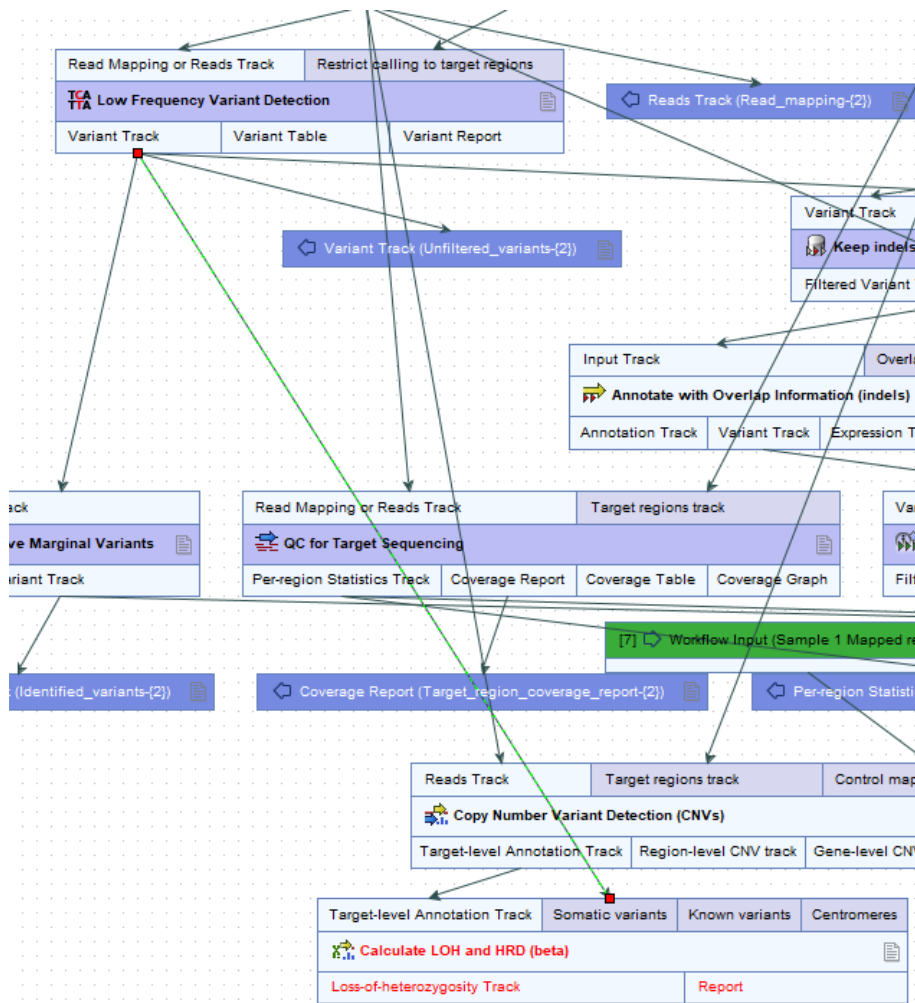 Read Mapping or Reads Track Restrict calling to target regions
TCA
TTA Low Frequency Variant Detection
Variant Track Variant Table Variant Report
Reads Track (Read_mapping-{2})
Variant Track (Unfiltered_variants-{2})
Variant Track
Keep indels
Filtered Variant
Input Track Overla
Annotate with Overlap Information (indels)
Annotation Track Variant Track Expression T
ack
ve Marginal Variants
ariant Track
Read Mapping or Reads Track Target regions track
QC for Target Sequencing
Per-region Statistics Track Coverage Report Coverage Table Coverage Graph
Va
Filt
[7] Workflow Input (Sample 1 Mapped re
(Identified_variants-{2})
Coverage Report (Target_region_coverage_report-{2})
Per-region Statisti
Reads Track Target regions track Control map
Copy Number Variant Detection (CNVs)
Target-level Annotation Track Region-level CNV track Gene-level CNV
Target-level Annotation Track Somatic variants Known variants Centromeres
Calculate LOH and HRD (beta)
Loss-of-heterozygosity Track Report